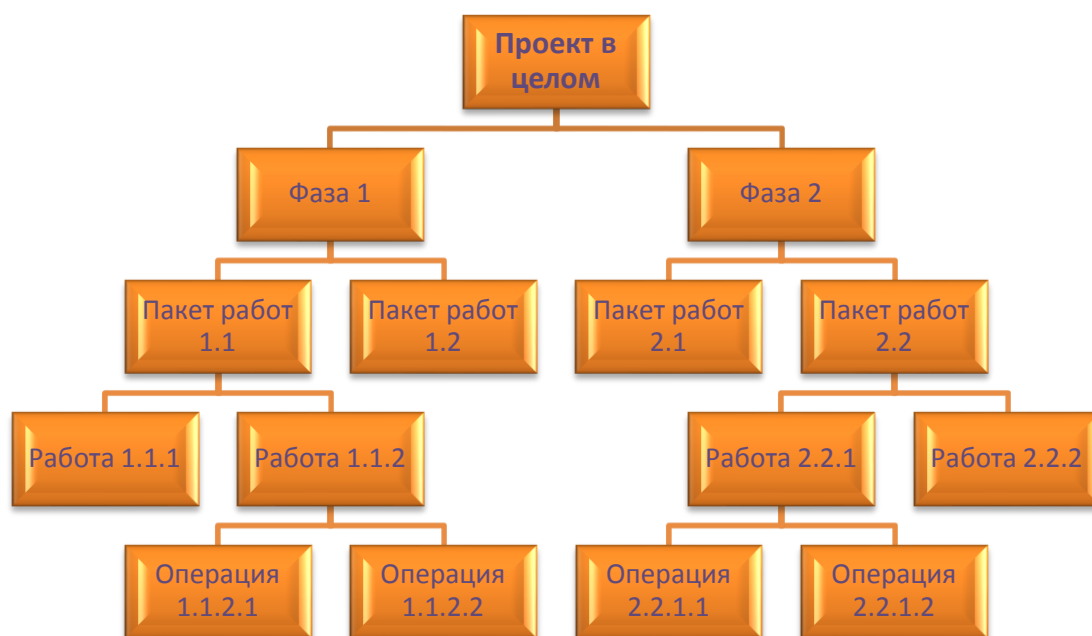 Проект в
целом
Фаза 1
Фаза 2
Пакет работ
1.1
Пакет работ
1.2
Пакет работ
2.1
Пакет работ
2.2
Работа 1.1.1
Работа 1.1.2
Работа 2.2.1
Работа 2.2.2
Операция
1.1.2.1
Операция
1.1.2.2
Операция
2.2.1.1
Операция
2.2.1.2